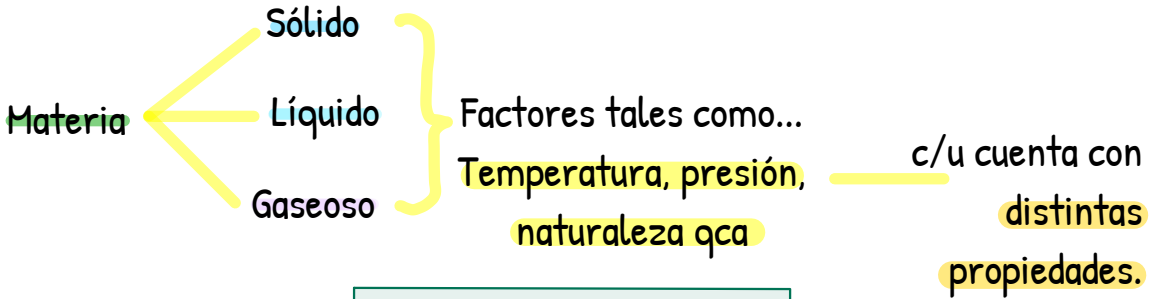 Sólido
Materia
Líquido
Gaseoso
Factores tales como...
Temperatura, presión,
naturaleza qca
c/u cuenta con
distintas
propiedades.